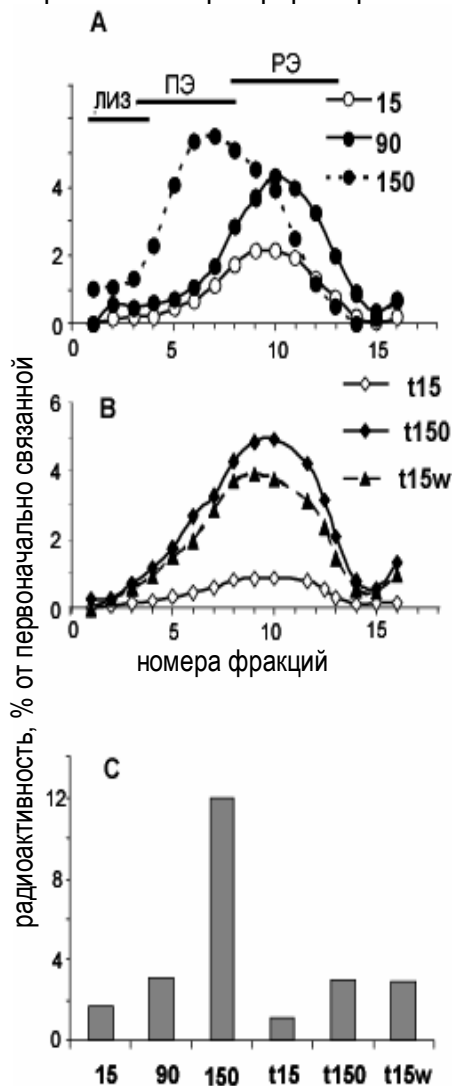 A
ЛИЗ
ПЭ
РЭ
15
90
150
4
2
0
0
5
10
15
B
t15
t150
t15w
6
4
2
0
0
5
10
15
номера фракций
радиоактивность, % от первоначально связанной
C
12
8
4
0
15 90 150 t15 t150 t15w